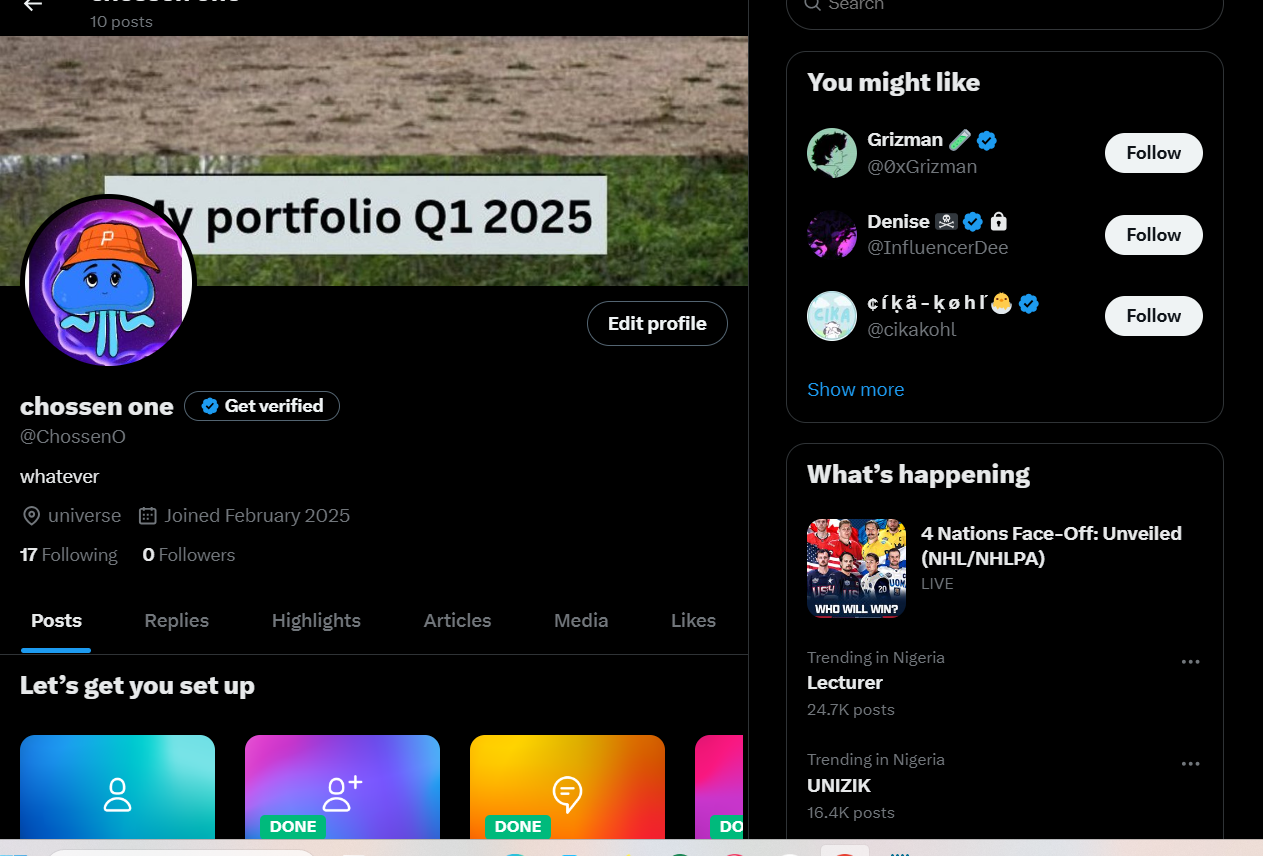 chossen one
10 posts
My portfolio Q1 2025
P
Edit profile
chossen one
Get verified
@ChossenO
whatever
universe Joined February 2025
17 Following 0 Followers
Posts Replies Highlights Articles Media Likes
Let's get you set up
DONE
DONE
Search
You might like
Grizman
@0xGrizman
Follow
Denise
@InfluencerDee
Follow
¢íķä-ķøhľ
CIKA
@cikakohl
Follow
Show more
What's happening
4 Nations Face-Off: Unveiled
(NHL/NHLPA)
LIVE
WHO WILL WIN?
Trending in Nigeria
Lecturer
24.7K posts
Trending in Nigeria
UNIZIK
16.4K posts